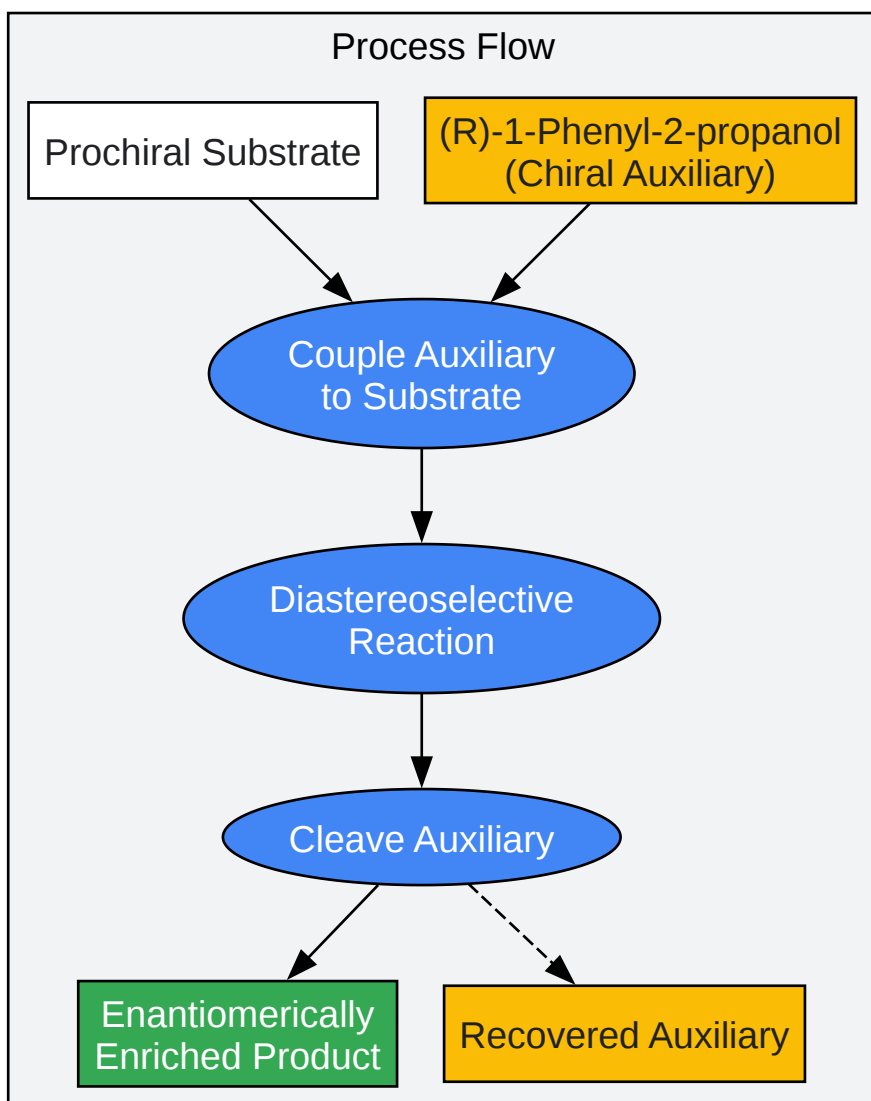 Process Flow
Prochiral Substrate
(R)-1-Phenyl-2-propanol
(Chiral Auxiliary)
Couple Auxiliary
to Substrate
Diastereoselective
Reaction
Cleave Auxiliary
Enantiomerically
Enriched Product
Recovered Auxiliary